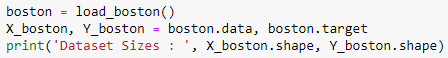 boston = load_boston()
X_boston, Y_boston = boston.data, boston.target
print('Dataset Sizes : ', X_boston.shape, Y_boston.shape)